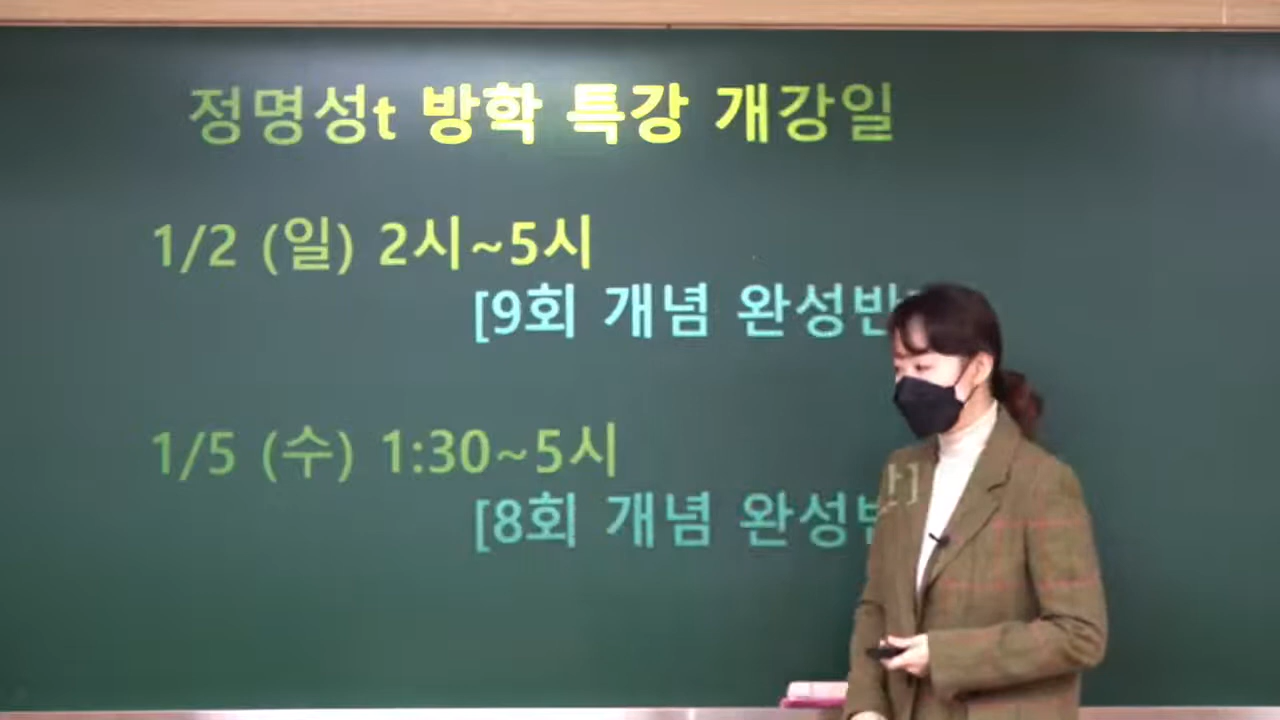 정명성t 방학 특강 개강일
1/2 (일) 2시~5시
[9회 개념 완성반
1/5 (수) 1:30~5시
[8회 개념 완성반]